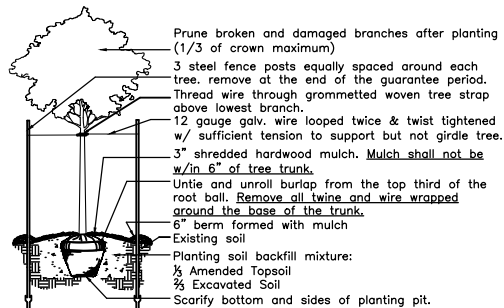 Prune broken and damaged branches after planting
(1/3 of crown maximum)
3 steel fence posts equally spaced around each
tree. remove at the end of the guarantee period.
Thread wire through grommetted woven tree strap
above lowest branch.
12 gauge galv. wire looped twice & twist tightened
w/ sufficient tension to support but not girdle tree.
3" shredded hardwood mulch. Mulch shall not be
w/in 6" of tree trunk.
Untie and unroll burlap from the top third of the
root ball. Remove all twine and wire wrapped
around the base of the trunk.
6" berm formed with mulch
Existing soil
Planting soil backfill mixture:
⅓ Amended Topsoil
⅔ Excavated Soil
Scarify bottom and sides of planting pit.